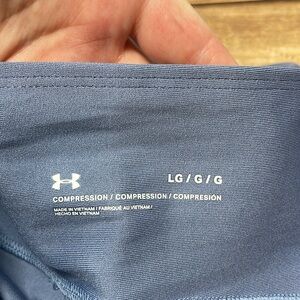 LG / G / G
COMPRESSION / COMPRESSION / COMPRESIÓN
MADE IN VIETNAM / FABRIQUÉ AU VIETNAM /
HECHO EN VIETNAM